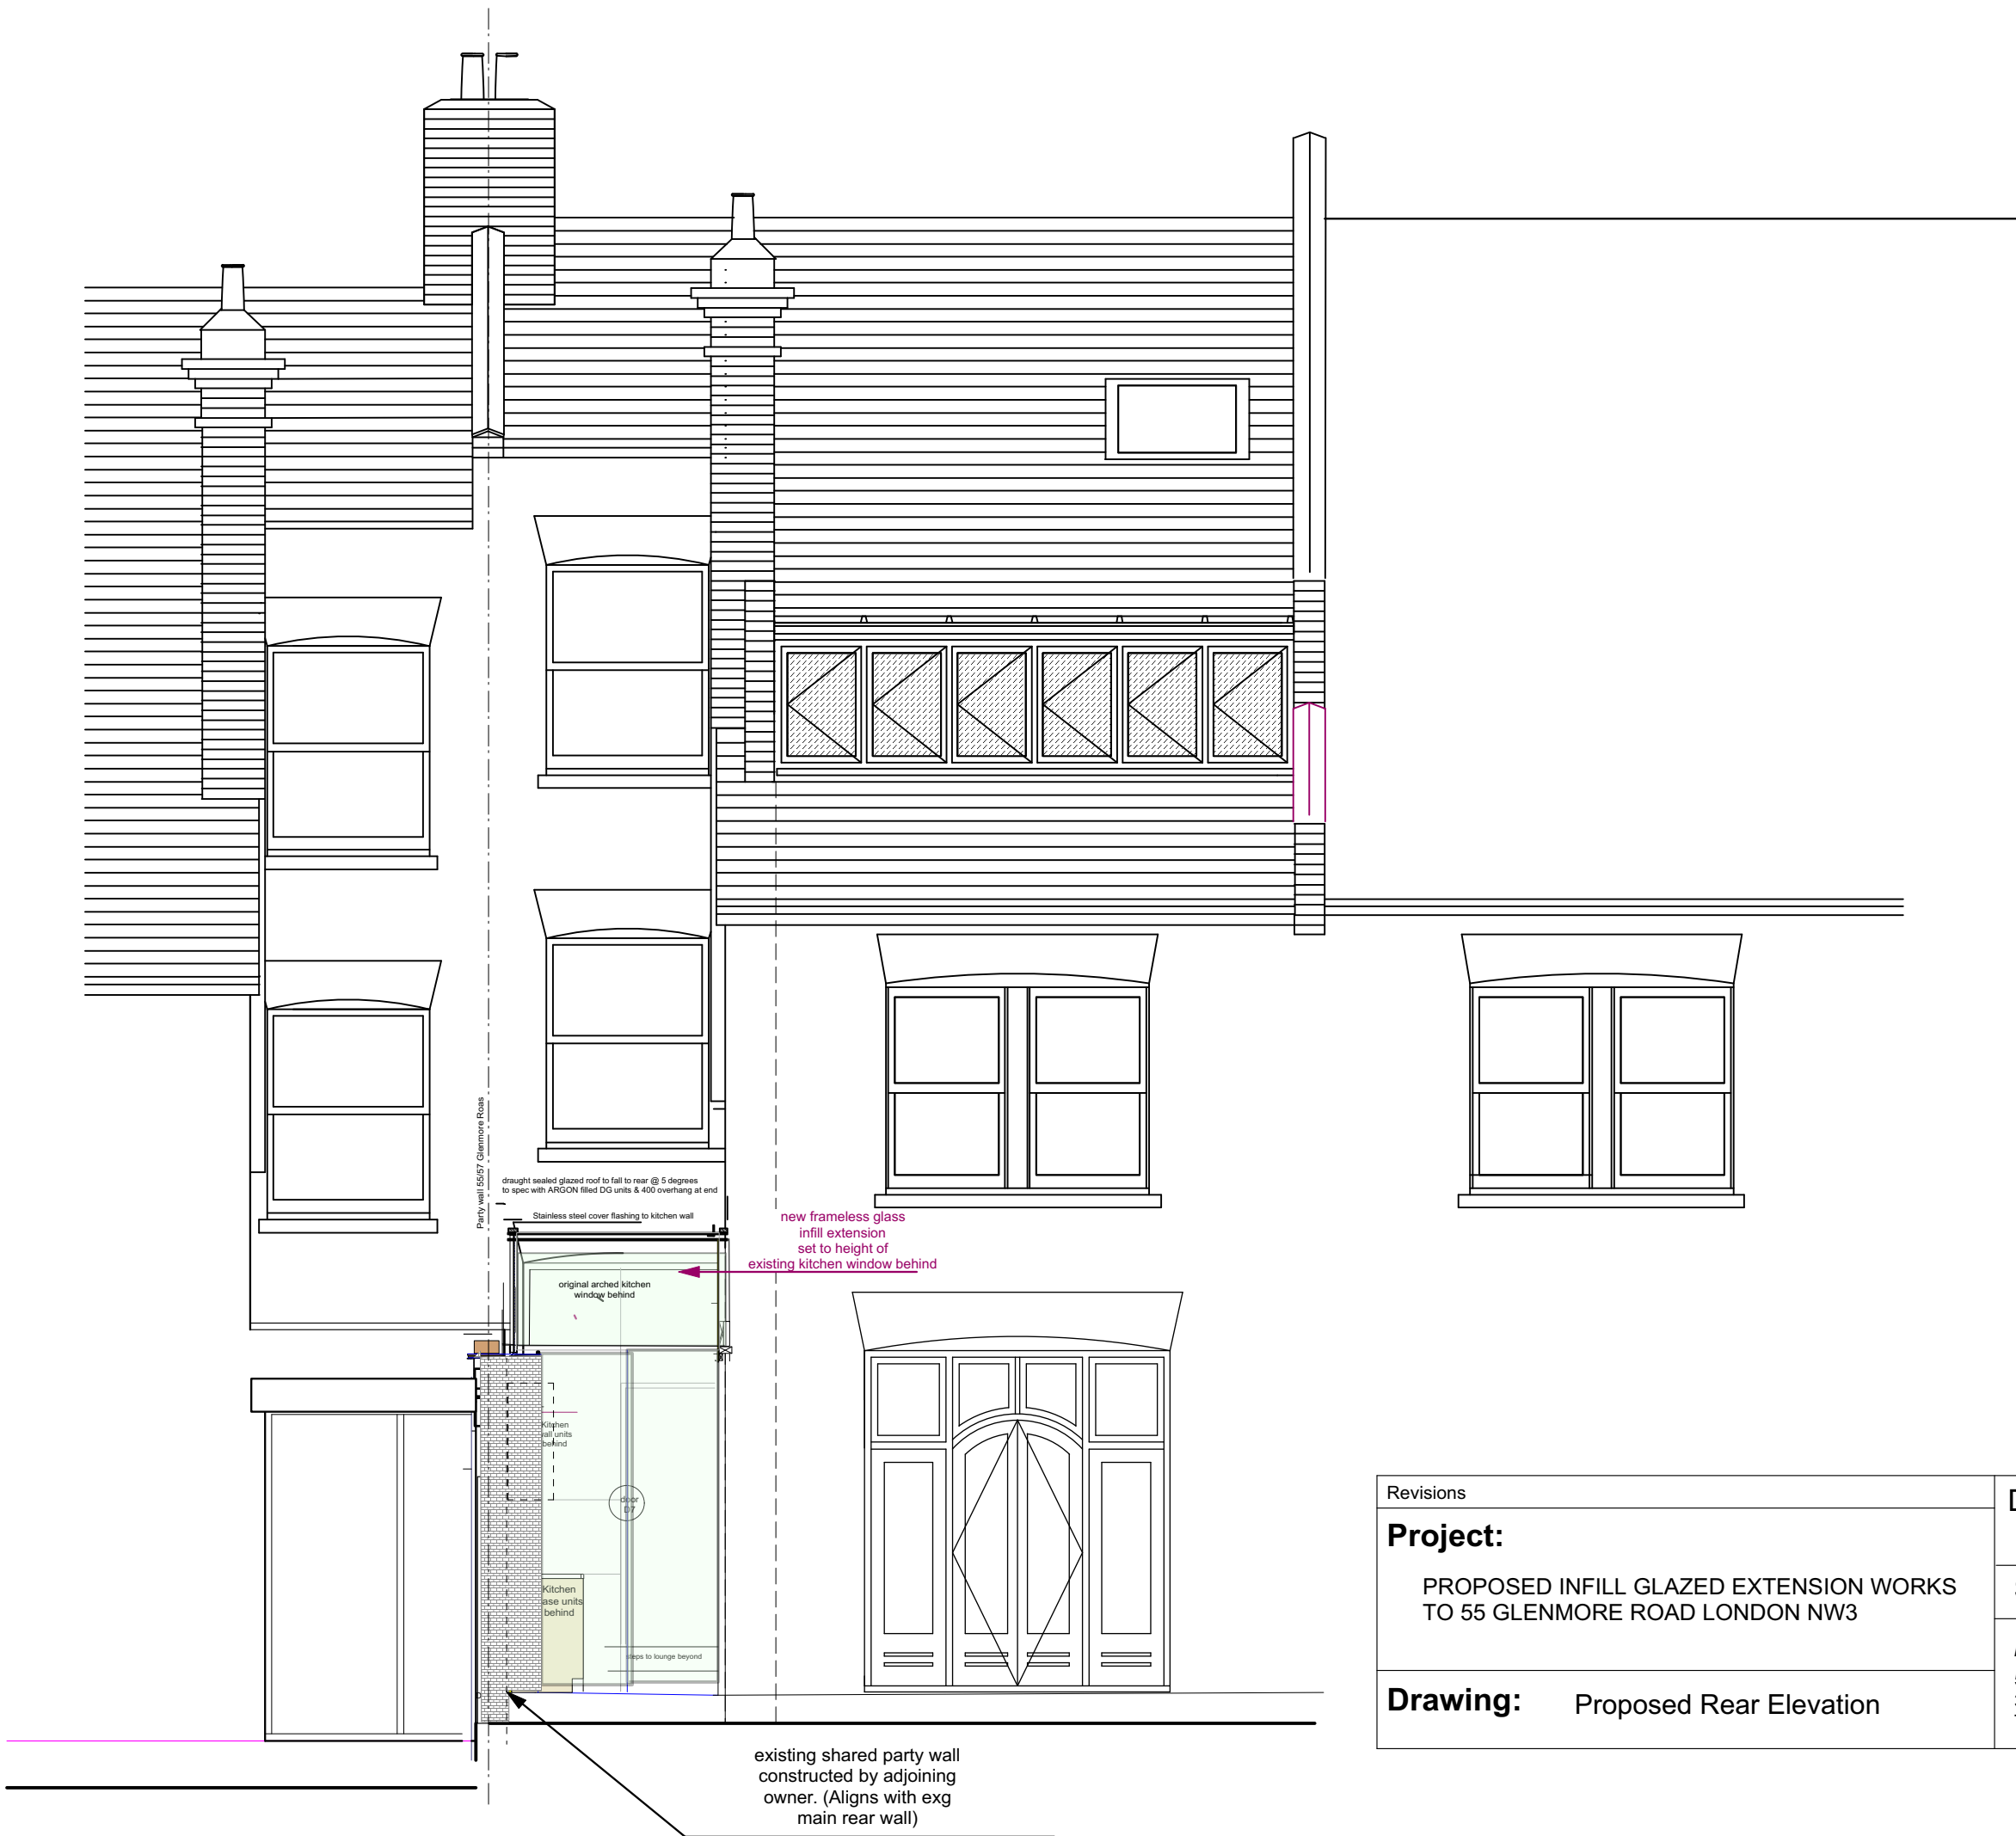 Party wall 55/57 Glenmore Roas
draught sealed glazed roof to fall to rear @ 5 degrees
to spec with ARGON filled DG units & 400 overhang at end
Stainless steel cover flashing to kitchen wall
new frameless glass
infill extension
set to height of
existing kitchen window behind
original arched kitchen
window behind
Kitchen
units
behind
door
D7
Kitchen
units
behind
steps to lounge beyond
existing shared party wall
constructed by adjoining
owner. (Aligns with exg
main rear wall)
Revisions
Project:
PROPOSED INFILL GLAZED EXTENSION WORKS
TO 55 GLENMORE ROAD LONDON NW3
Drawing: Proposed Rear Elevation